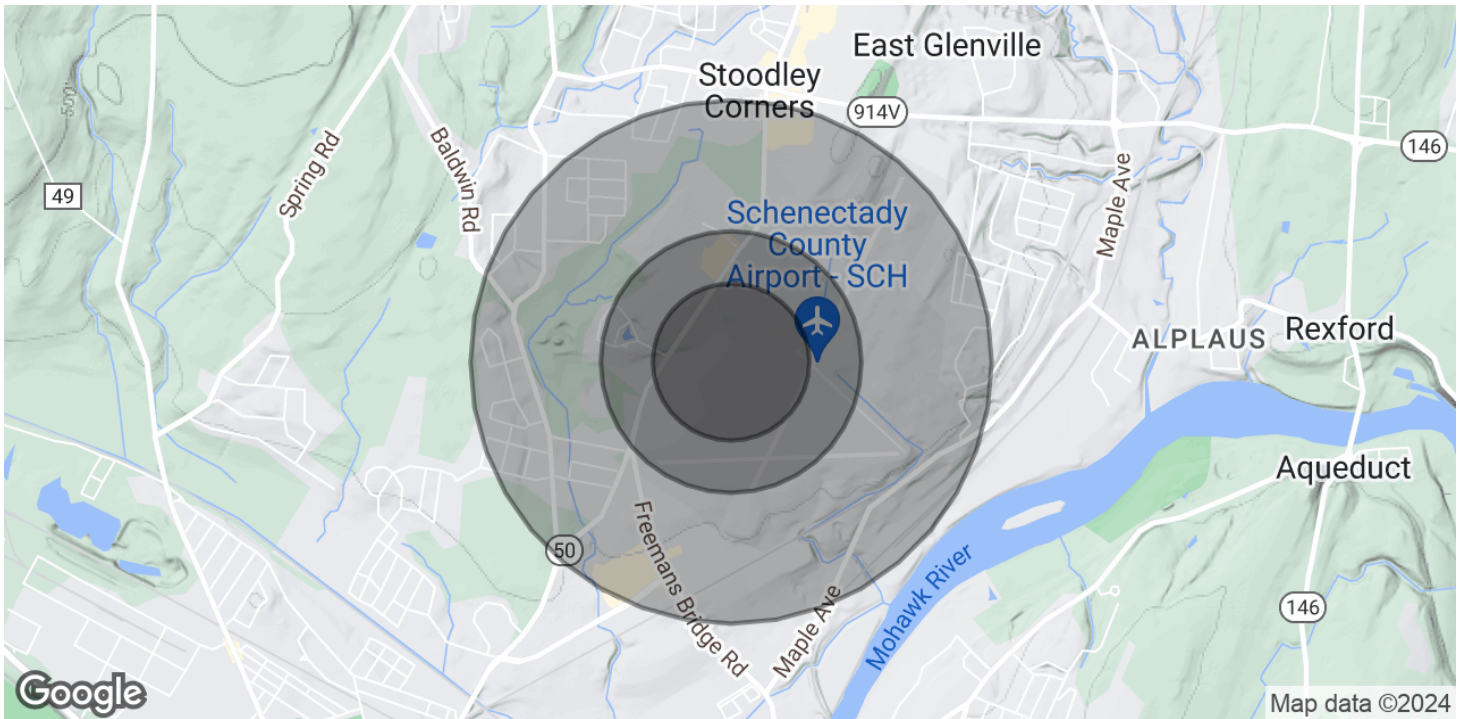 East Glenville
Stoodley
Corners
914V
146
Baldwin Rd
Spring Rd
49
Maple Ave
Schenectady
County
Airport - SCH
ALPLAUS
Rexford
Aqueduct
50
Freemans Bridge Rd
Maple Ave
Mohawk River
146
Google
Map data ©2024